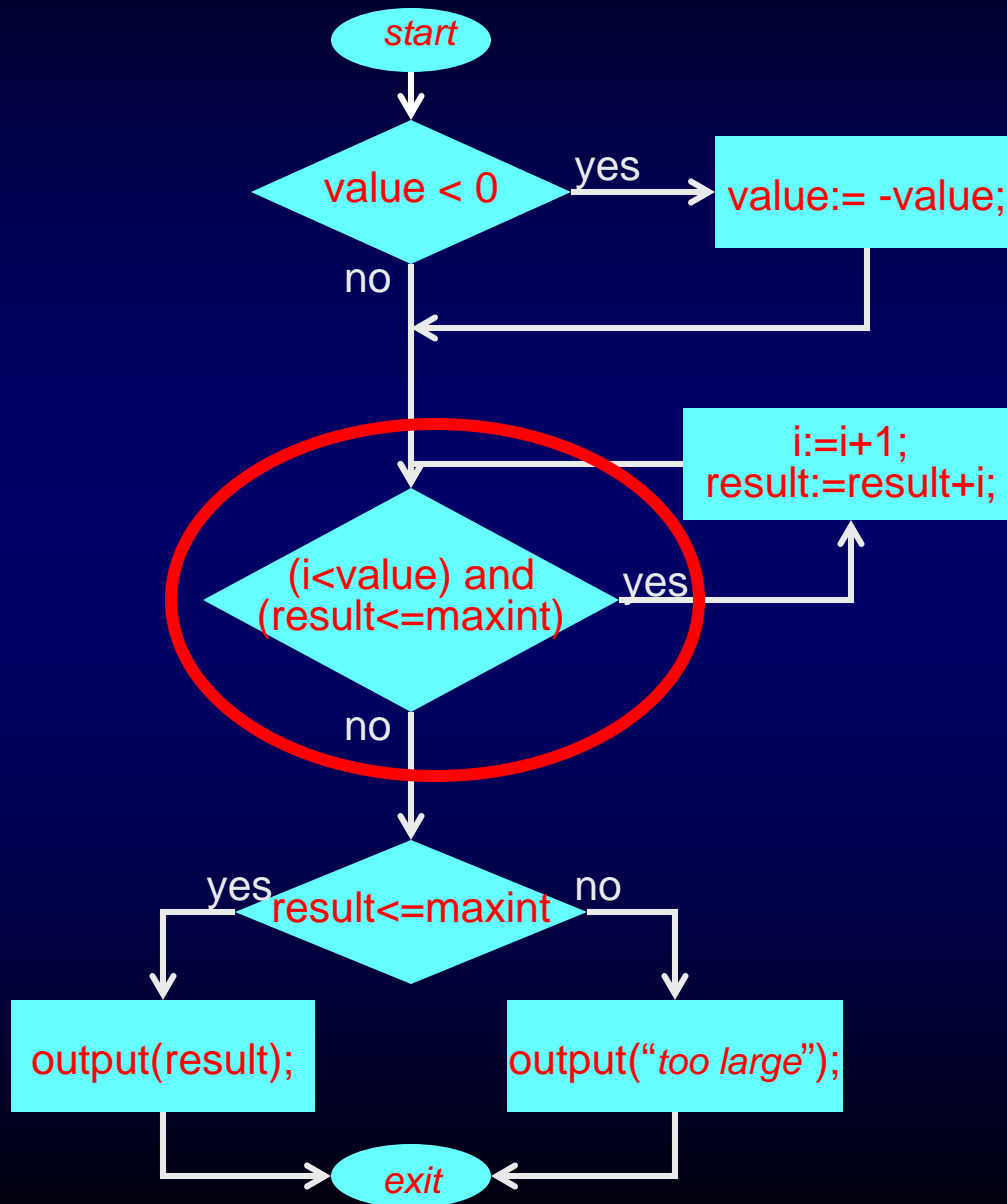 start
value < 0
yes
value:= -value;
no
i:=i+1;
result:=result+i;
(i<value) and
(result<=maxint)
yes
no
yes
result<=maxint
no
output(result);
output(“too large”);
exit